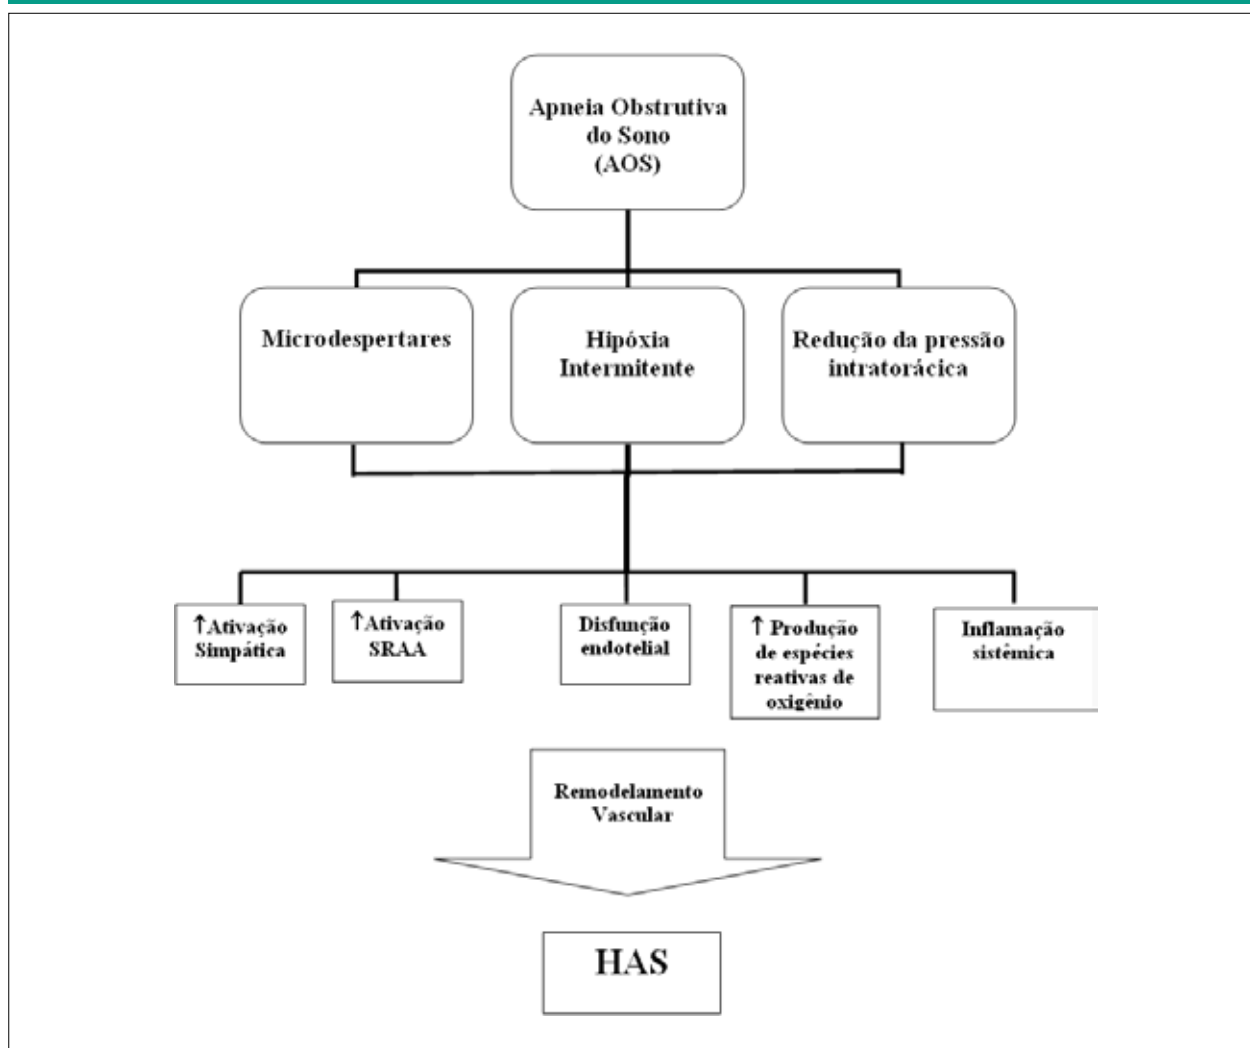 Apneia Obstrutiva
do Sono
(AOS)
Microdespertares
Hipóxia
Intermitente
Redução da pressão
intratorácica
↑Ativação
Simpática
↑Ativação
SRAA
Disfunção
endotelial
↑ Produção
de espécies
reativas de
oxigênio
Inflamação
sistêmica
Remodelamento
Vascular
HAS